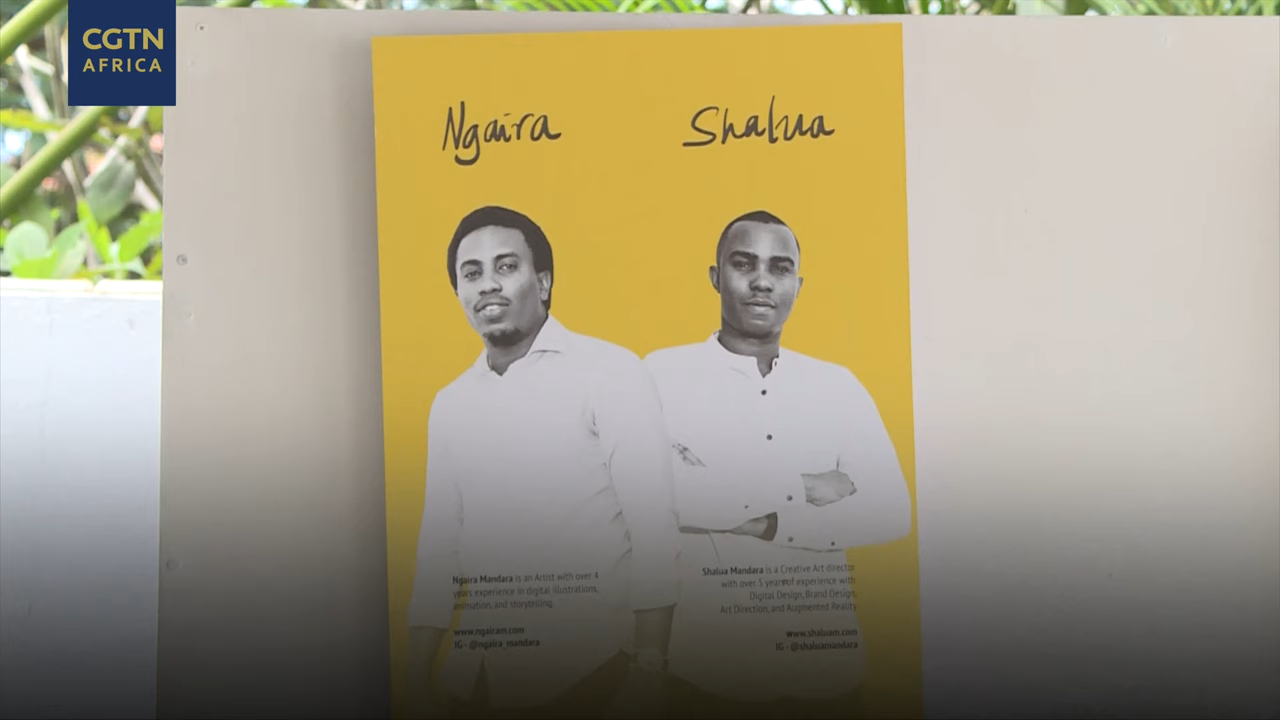 CGTN
AFRICA
Ngaira
Shalua
Ngaira Mandara is an Artist with over 4
years experience in digital illustrations,
animation, and storytelling.
www.ngairam.com
IG - @ngaira_mandara
Shalua Mandara is a Creative Art director
with over 5 years of experience with
Digital Design, Brand Design,
Art Direction, and Augmented Reality
www.shaluam.com
IG - @shaluamandara